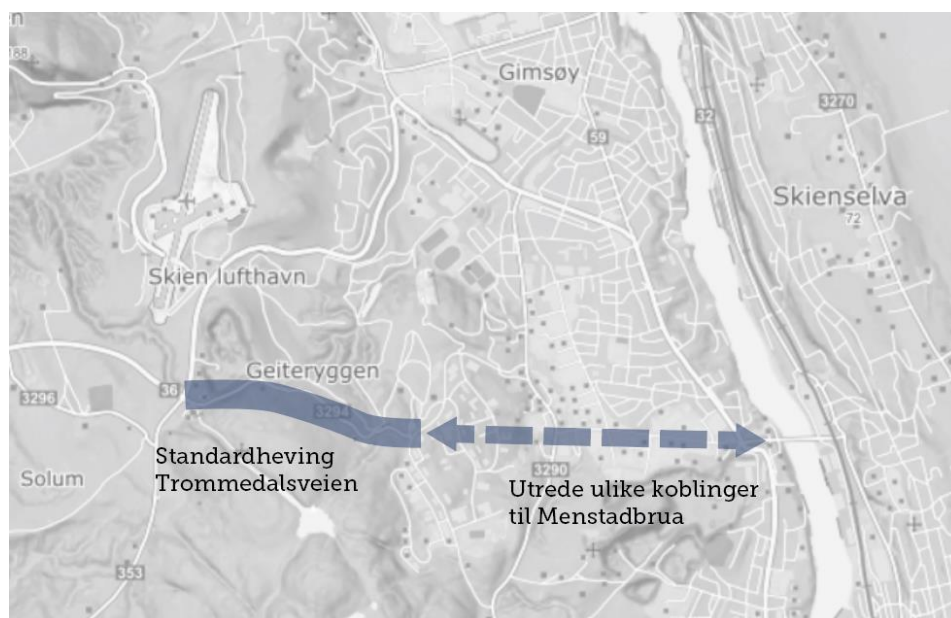 en
188
Gimsøy
3270
59
32
Skienselva
72
Skien lufthavn
Geiteryggen
36
3296
3294
Standardheving
Trommedalsveien
Solum
3290
Utrede ulike koblinger
til Menstadbrua
353